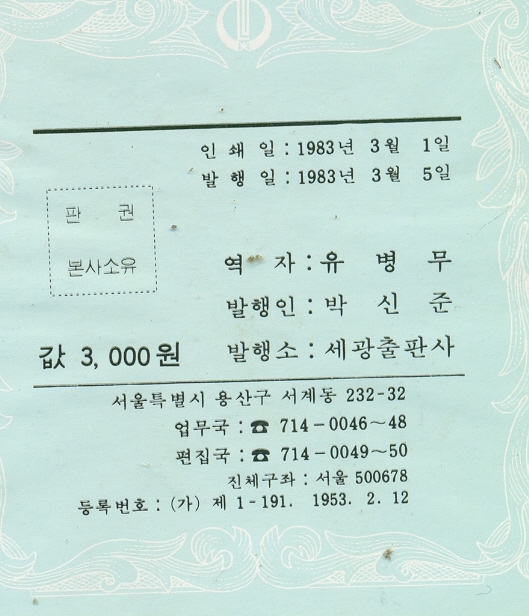 인 쇄 일 : 1983년 3월 1일
발 행 일 : 1983년 3월 5일
판 권
본사소유
역 자 : 유 병 무
발행인 : 박 신 준
값 3,000원
발행소 : 세광출판사
서울특별시 용산구 서계동 232-32
업무국 : ☎ 714-0046~48
편집국 : ☎ 714-0049~50
진체구좌 : 서울 500678
등록번호 : (가) 제 1-191. 1953. 2. 12